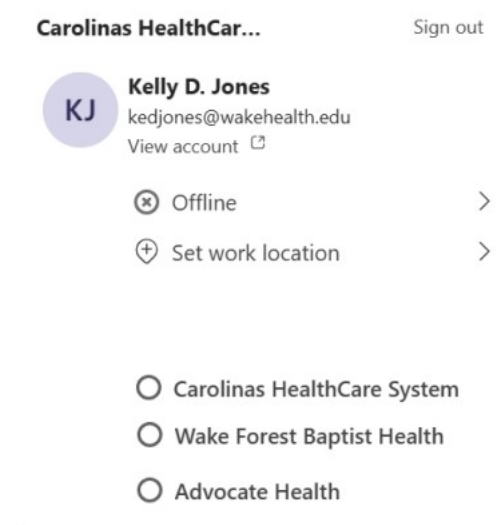 Carolinas HealthCar... Sign out
KJ
Kelly D. Jones
kedjones@wakehealth.edu
View account
Offline
Set work location
Carolinas HealthCare System
Wake Forest Baptist Health
Advocate Health